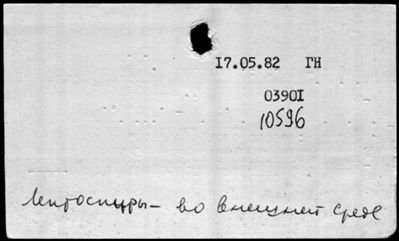 17.05.82 ГН
03901
10596
Лептоспиры – во внешней среде